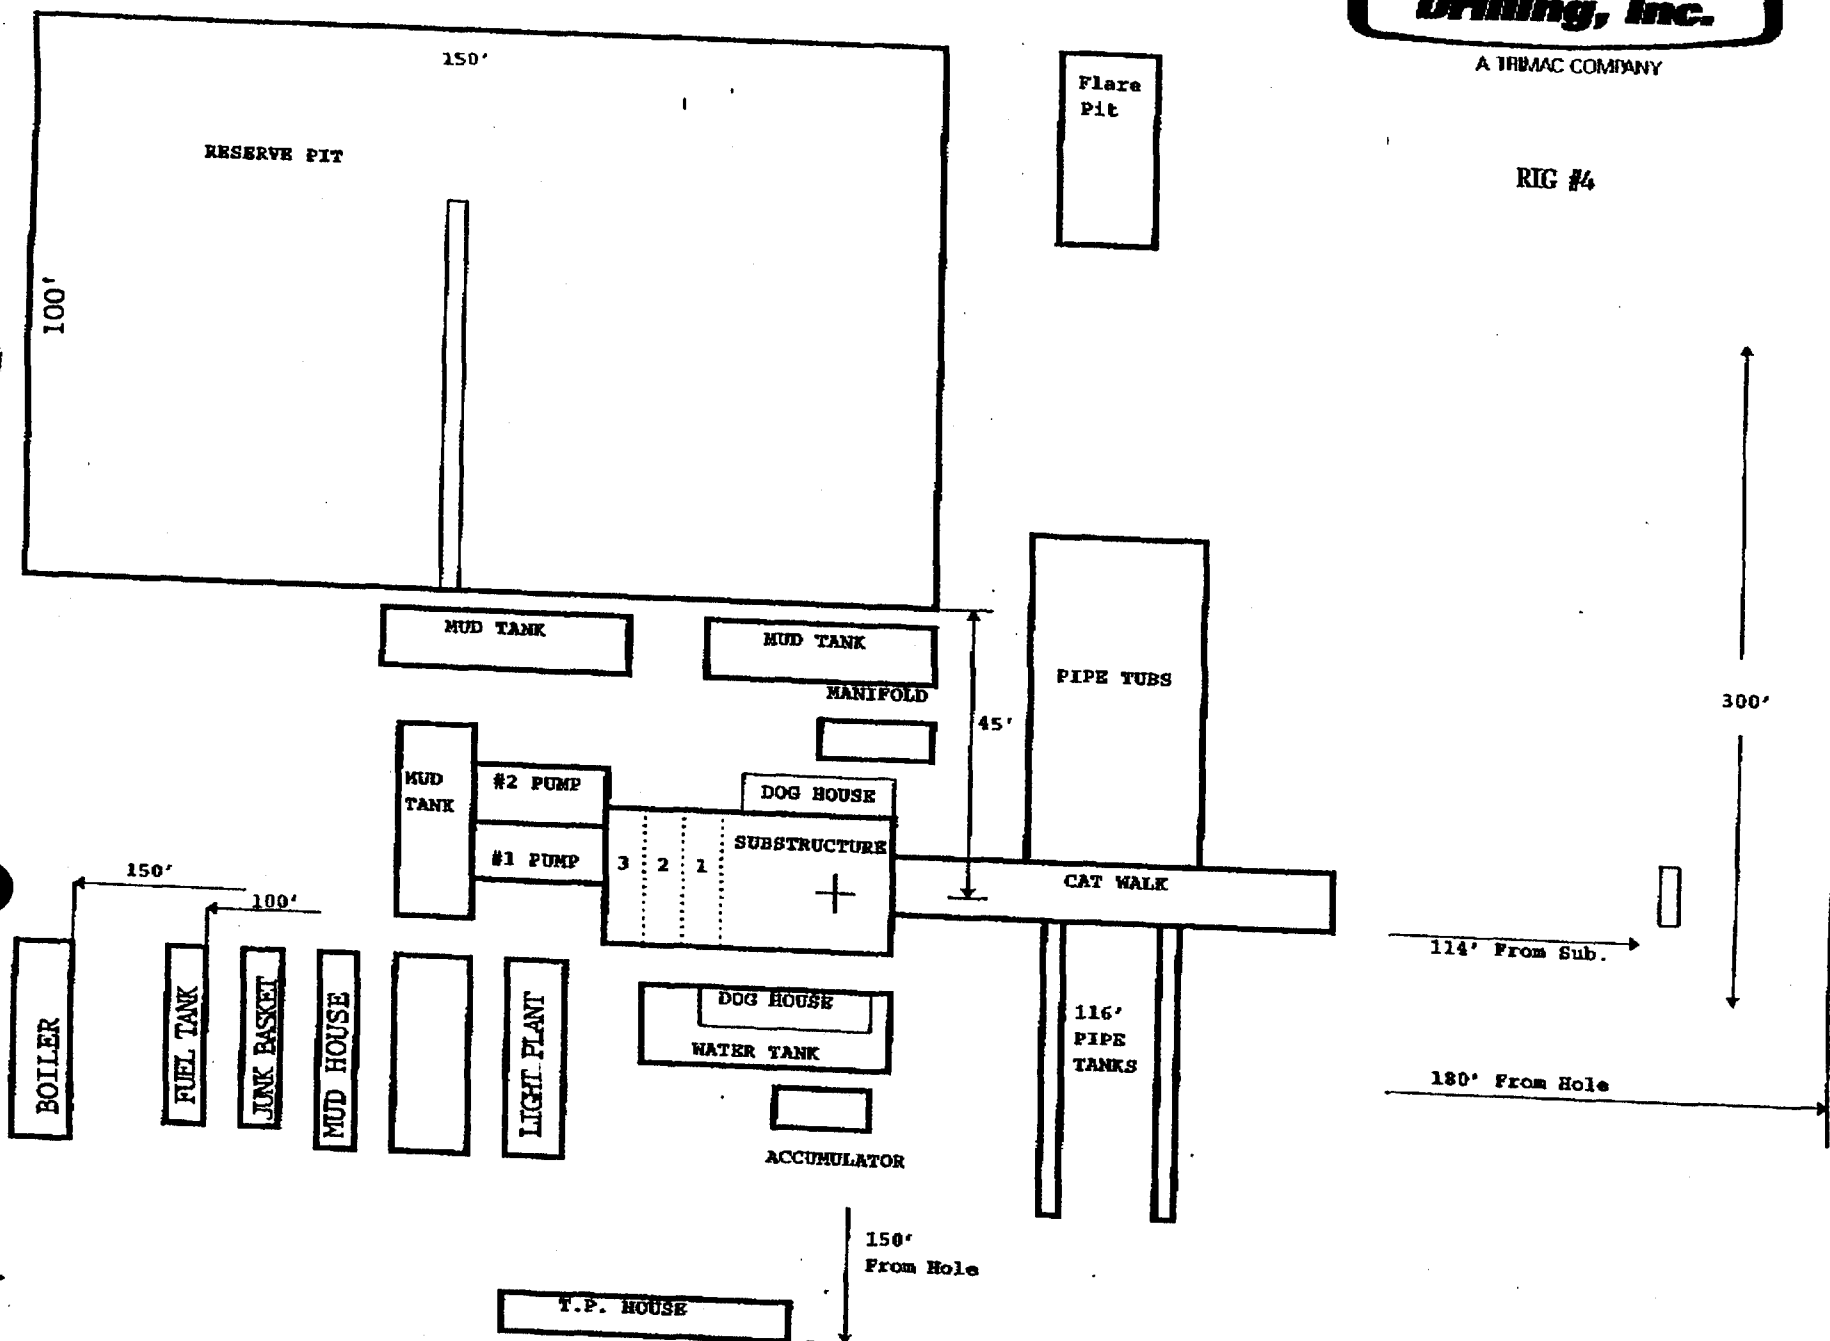 Drilling, Inc.
A TRIMAC COMPANY
150'
Flare
Pit
RESERVE PIT
RIG #4
100'
MUD TANK
MUD TANK
PIPE TUBS
MANIFOLD
300'
45'
MUD
TANK
#2 PUMP
DOG HOUSE
SUBSTRUCTURE
#1 PUMP
3
2
1
150'
CAT WALK
100'
114' From Sub.
DOG HOUSE
116'
PIPE
TANKS
WATER TANK
BOILER
FUEL TANK
JUNK BASKET
MUD HOUSE
LIGHT PLANT
180' From Hole
ACCUMULATOR
150'
From Hole
T.P. HOUSE